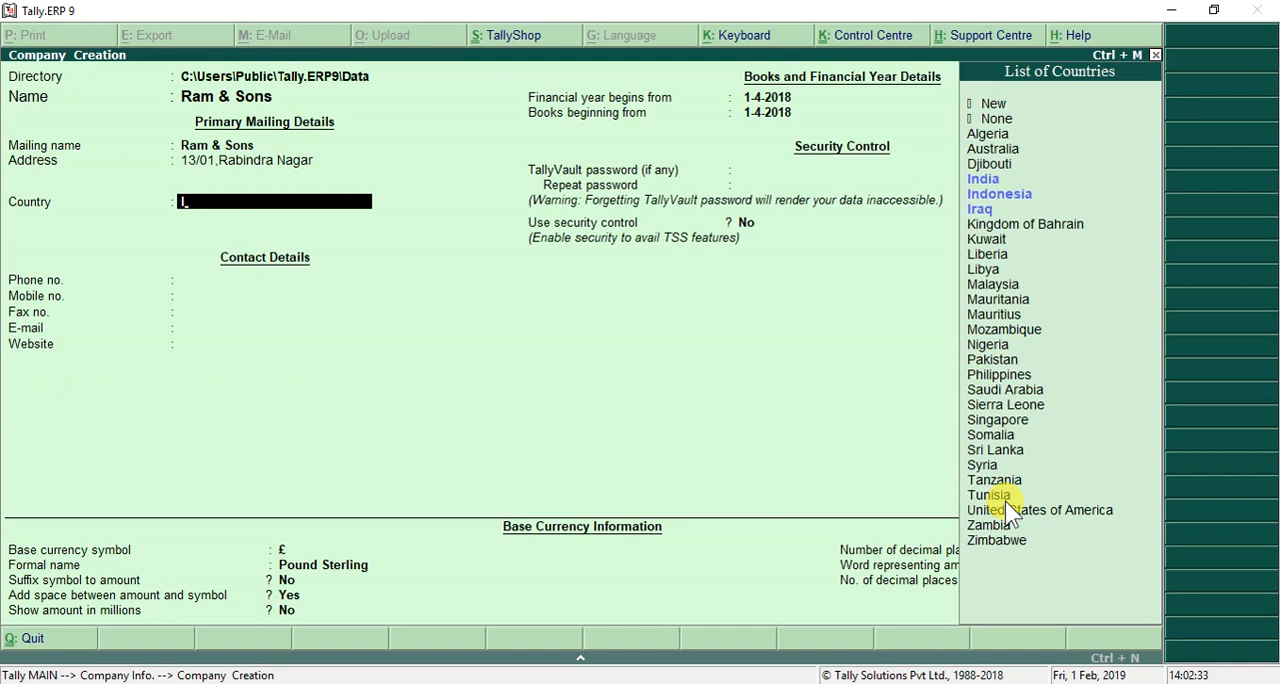 Tally.ERP 9
P: Print
E: Export
M: E-Mail
O: Upload
S: TallyShop
G: Language
K: Keyboard
K: Control Centre
H: Support Centre
H: Help
Company Creation
Ctrl + M
Directory : C:\Users\Public\Tally.ERP9\Data
Name : Ram & Sons
Primary Mailing Details
Mailing name : Ram & Sons
Address : 13/01,Rabindra Nagar
Country : I
Contact Details
Phone no. :
Mobile no. :
Fax no. :
E-mail :
Website :
Books and Financial Year Details
Financial year begins from : 1-4-2018
Books beginning from : 1-4-2018
Security Control
TallyVault password (if any) :
Repeat password :
(Warning: Forgetting TallyVault password will render your data inaccessible.)
Use security control ? No
(Enable security to avail TSS features)
List of Countries
New
None
Algeria
Australia
Djibouti
India
Indonesia
Iraq
Kingdom of Bahrain
Kuwait
Liberia
Libya
Malaysia
Mauritania
Mauritius
Mozambique
Nigeria
Pakistan
Philippines
Saudi Arabia
Sierra Leone
Singapore
Somalia
Sri Lanka
Syria
Tanzania
Tunisia
United States of America
Zambia
Zimbabwe
Base Currency Information
Base currency symbol : £
Formal name : Pound Sterling
Suffix symbol to amount ? No
Add space between amount and symbol ? Yes
Show amount in millions ? No
Number of decimal pla
Word representing am
No. of decimal places
Q: Quit
Ctrl + N
Tally MAIN --> Company Info. --> Company Creation
© Tally Solutions Pvt Ltd., 1988-2018
Fri, 1 Feb, 2019
14:02:33